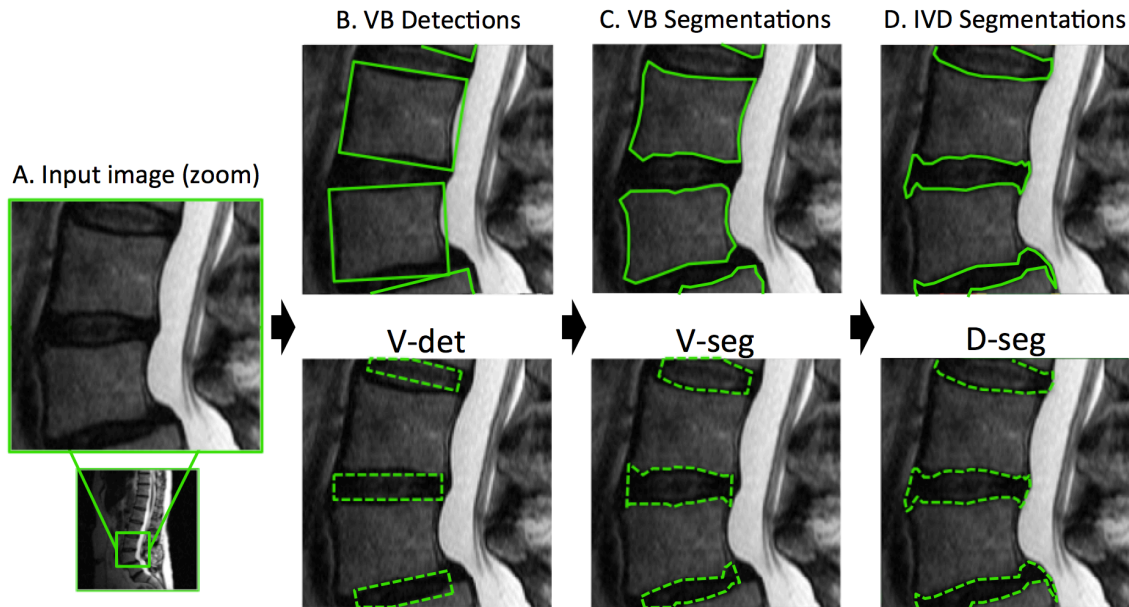 B. VB Detections
C. VB Segmentations
D. IVD Segmentations
A. Input image (zoom)
V-det
V-seg
D-seg